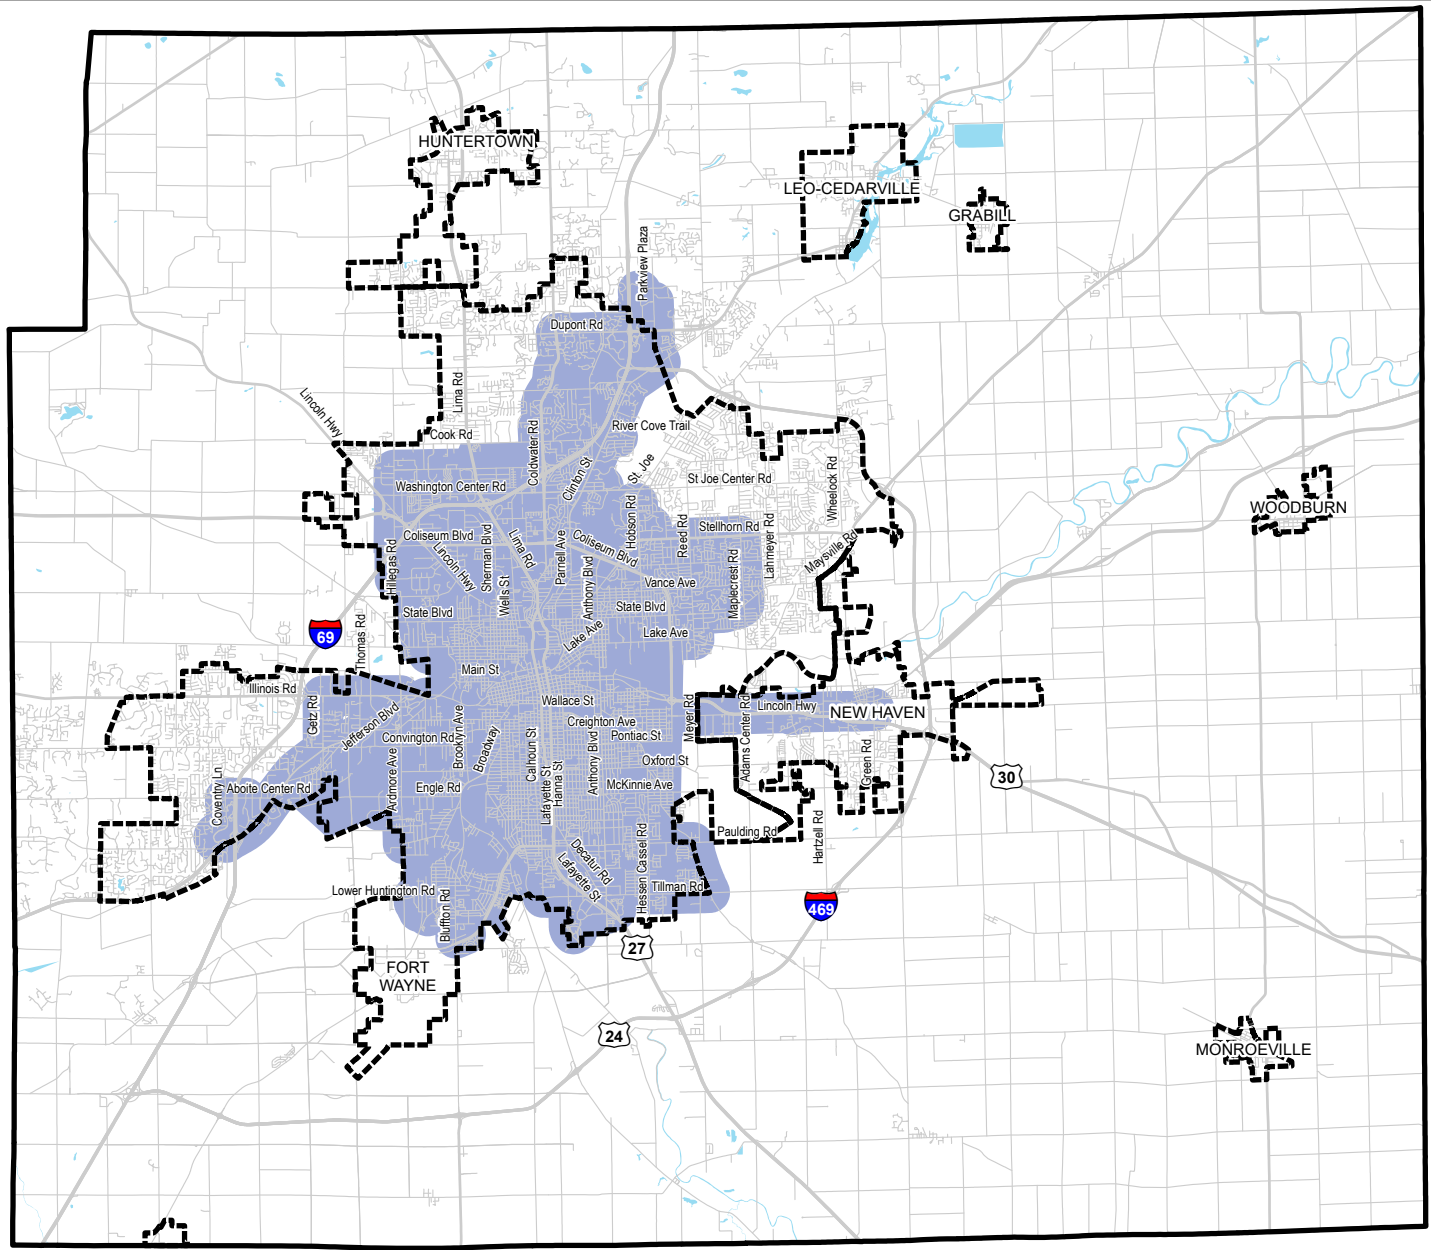 HUNTERTOWN
LEO-CEDARVILLE
GRABILL
Parkview Plaza
Dupont Rd
Lima Rd
Lincoln Hwy
Cook Rd
Coldwater Rd
River Cove Trail
Clinton St
St. Joe
St Joe Center Rd
Washington Center Rd
Wheelock Rd
WOODBURN
Hobson Rd
Reed Rd
Stellhorn Rd
Lahmeyer Rd
Maysville Rd
Coliseum Blvd
Lincoln Hwy
Sherman Blvd
Lima Rd
Parnell Ave
Coliseum Blvd
Hillegas Rd
Wells St
Anthony Blvd
Vance Ave
Maplecrest Rd
State Blvd
State Blvd
Lake Ave
Lake Ave
69
Thomas Rd
Main St
Illinois Rd
Getz Rd
Jefferson Blvd
Wallace St
Meyer Rd
Adams Center Rd
Lincoln Hwy
NEW HAVEN
Creighton Ave
Pontiac St
Convington Rd
Brooklyn Ave
Broadway
Calhoun St
Anthony Blvd
Oxford St
Green Rd
30
Coventry Ln
Aboite Center Rd
Ardmore Ave
Engle Rd
Lafayette St
Hanna St
McKinnie Ave
Paulding Rd
Hartzell Rd
Decatur Rd
Lafayette St
Hessen Cassel Rd
Tillman Rd
Lower Huntington Rd
Bluffton Rd
469
27
FORT
WAYNE
24
MONROEVILLE